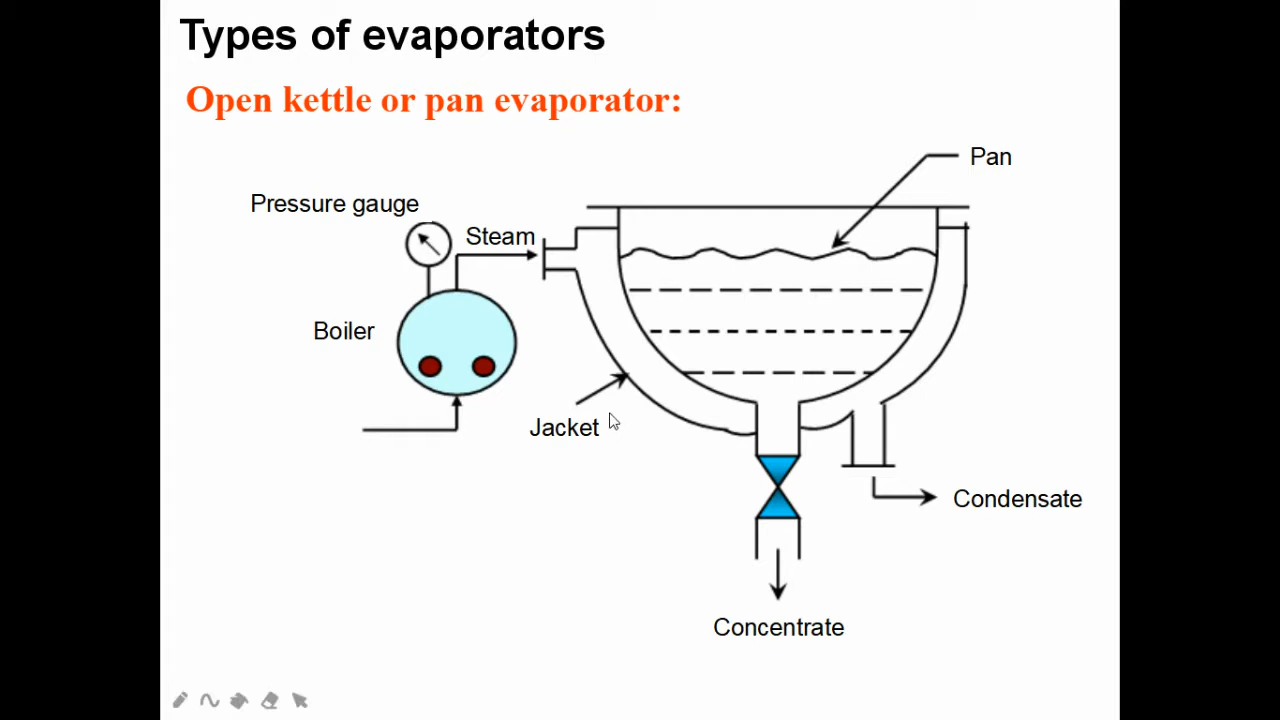 Types of evaporators
Open kettle or pan evaporator:
Pan
Pressure gauge
Steam
Boiler
Jacket
Condensate
Concentrate